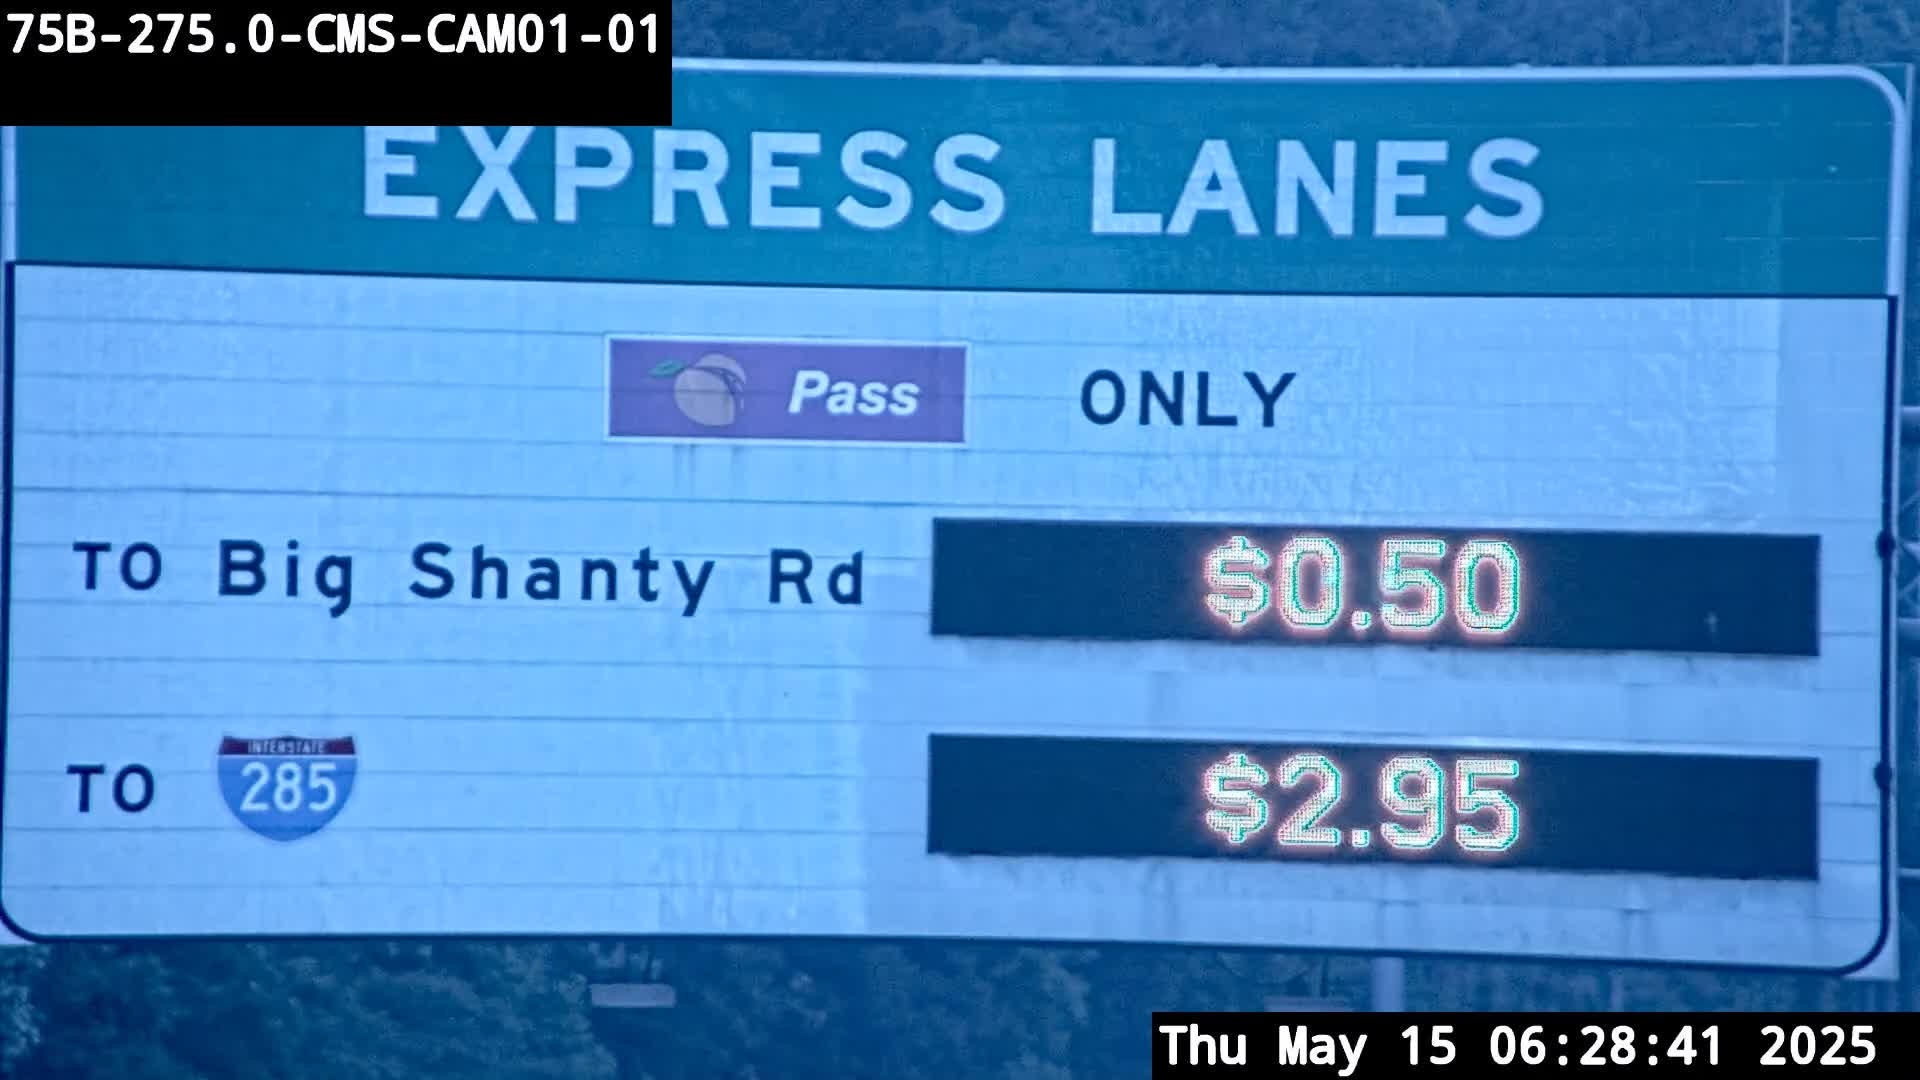 75B-275.0-CMS-CAM01-01
EXPRESS LANES
Pass ONLY
TO Big Shanty Rd $0.50
TO INTERSTATE 285 $2.95
Thu May 15 06:28:41 2025